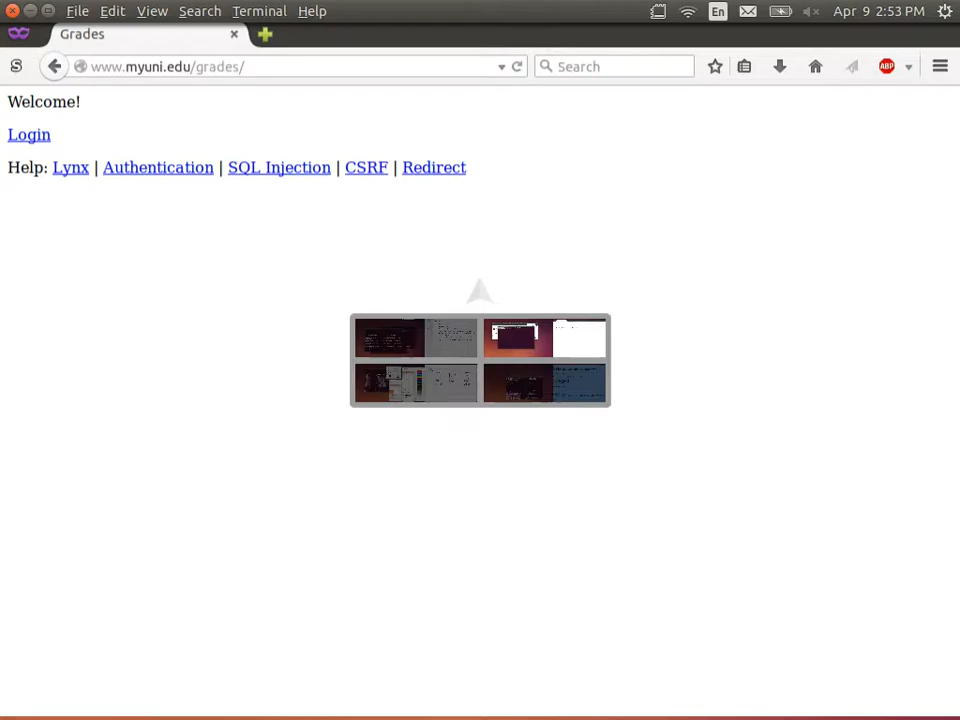 File Edit View Search Terminal Help En Apr 9 2:53 PM
Grades
www.myuni.edu/grades/ Search ABP
Welcome!
Login
Help: Lynx | Authentication | SQL Injection | CSRF | Redirect